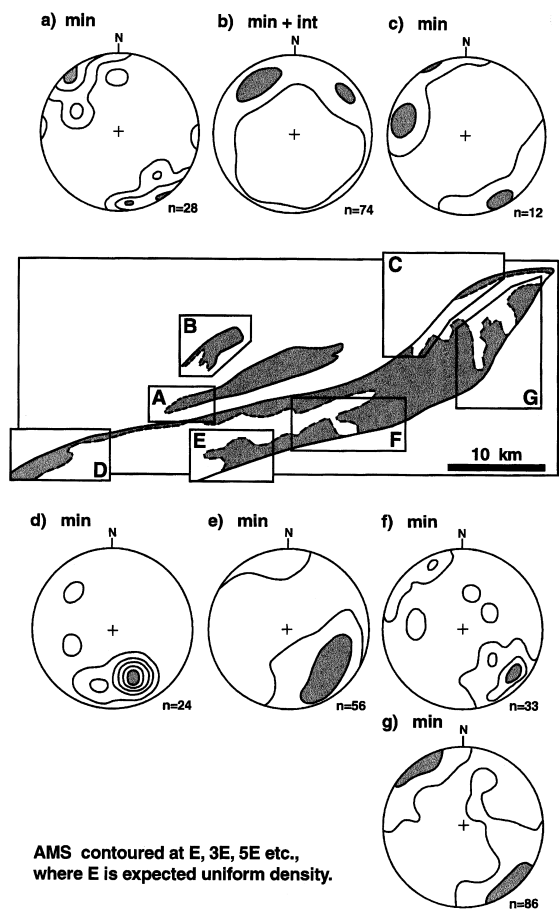 a) min
b) min + int
c) min
N
N
N
n=28
n=74
n=12
C
B
A
G
E
F
D
10 km
d) min
e) min
f) min
N
N
N
n=24
n=56
n=33
g) min
N
AMS contoured at E, 3E, 5E etc.,
where E is expected uniform density.
n=86